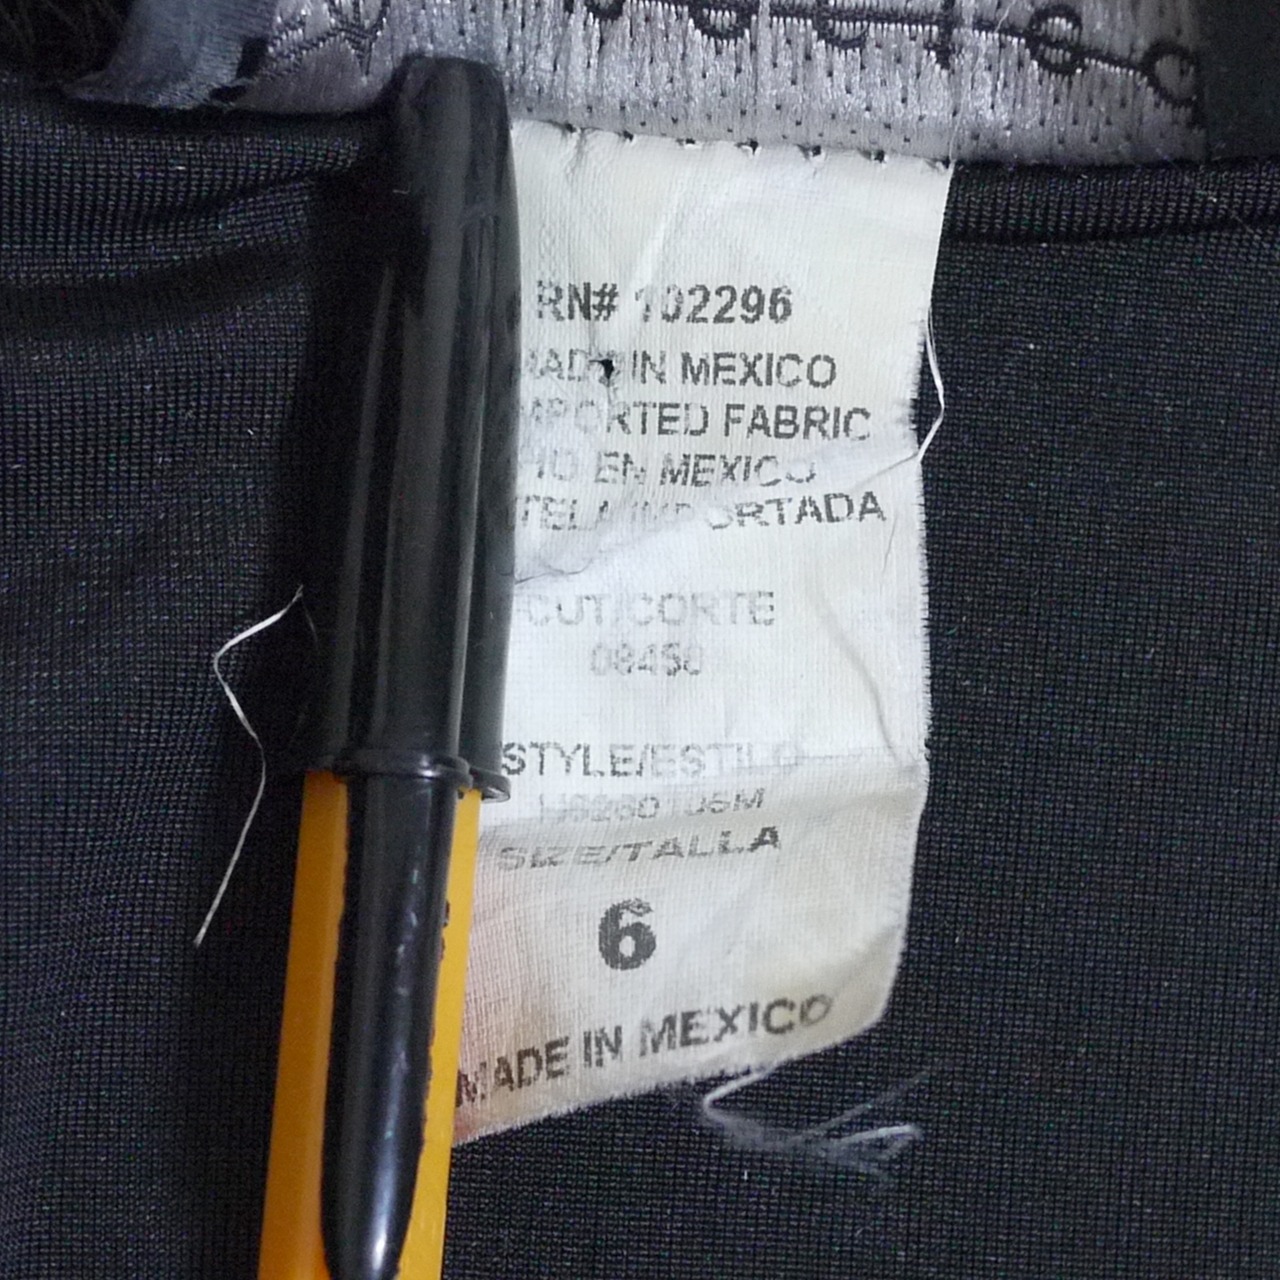 RN# 102296
MADE IN MEXICO
IMPORTED FABRIC
EN MEXICO
TELA IMPORTADA
CUT/CORTE
08450
STYLE/ESTILO
SIZE/TALLA
6
MADE IN MEXICO